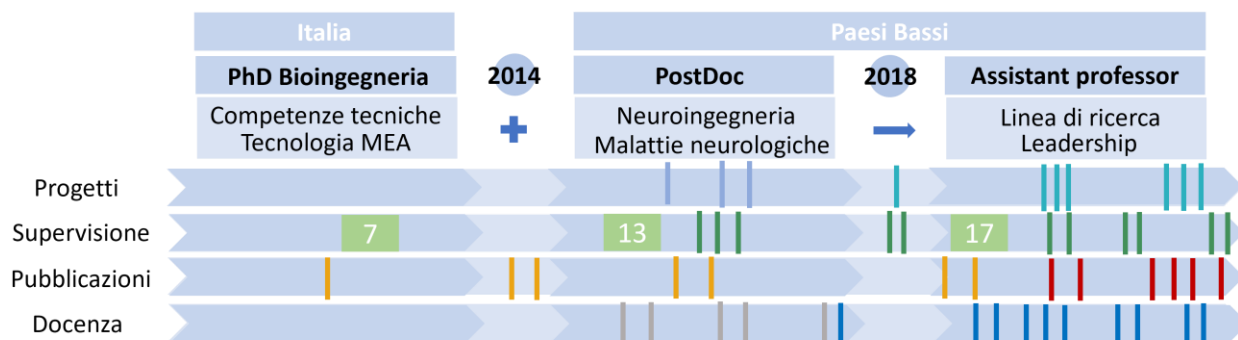 Italia
Paesi Bassi
PhD Bioingegneria
2014
PostDoc
2018
Assistant professor
Competenze tecniche
Tecnologia MEA
Neuroingegneria
Malattie neurologiche
Linea di ricerca
Leadership
Progetti
Supervisione
7
13
17
Pubblicazioni
Docenza